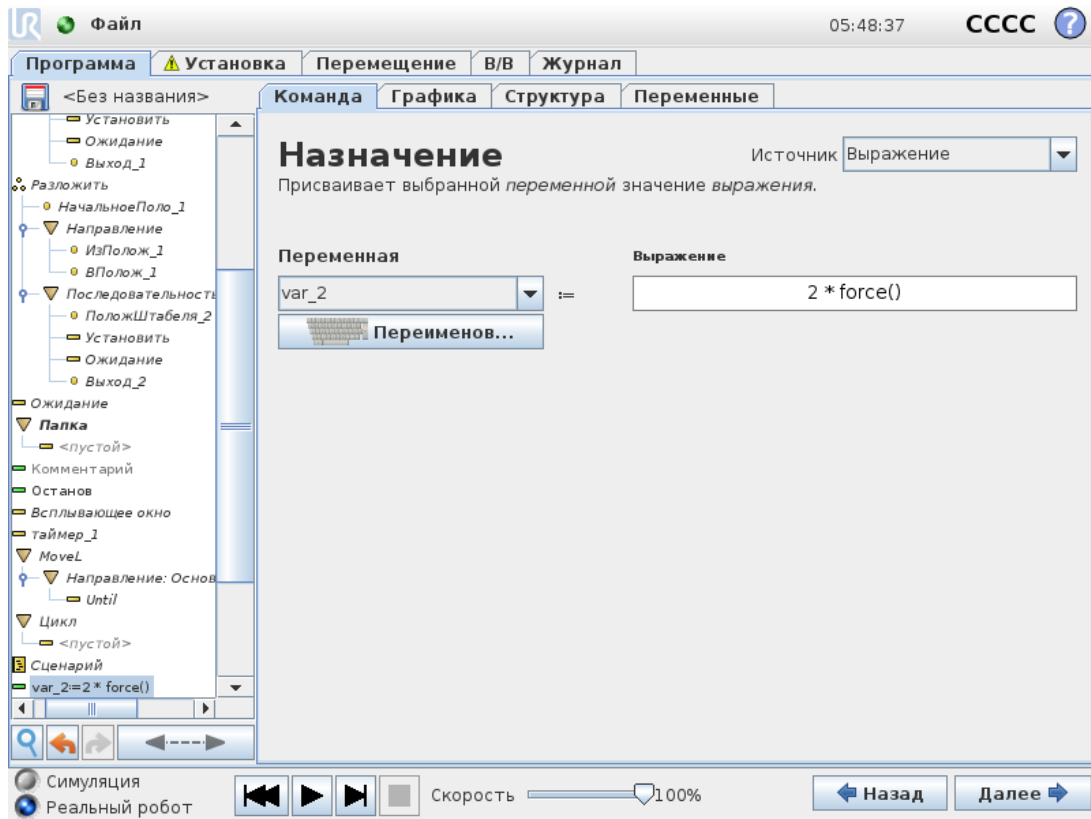 Файл
05:48:37
CCCC
?
Программа
Установка
Перемещение
В/В
Журнал
<Без названия>
Команда
Графика
Структура
Переменные
Установить
Ожидание
Выход_1
Разложить
НачальноеПоло_1
Направление
ИзПолож_1
ВПолож_1
Последовательность
ПоложШтабеля_2
Установить
Ожидание
Выход_2
Ожидание
Папка
<пустой>
Комментарий
Останов
Всплывающее окно
таймер_1
MoveL
Направление: Основ
Until
Цикл
<пустой>
Сценарий
var_2:=2 * force()
Назначение
Источник Выражение
Присваивает выбранной переменной значение выражения.
Переменная
Выражение
var_2 := 2 * force()
Переименов...
Симуляция
Реальный робот
Скорость 100%
Назад
Далее